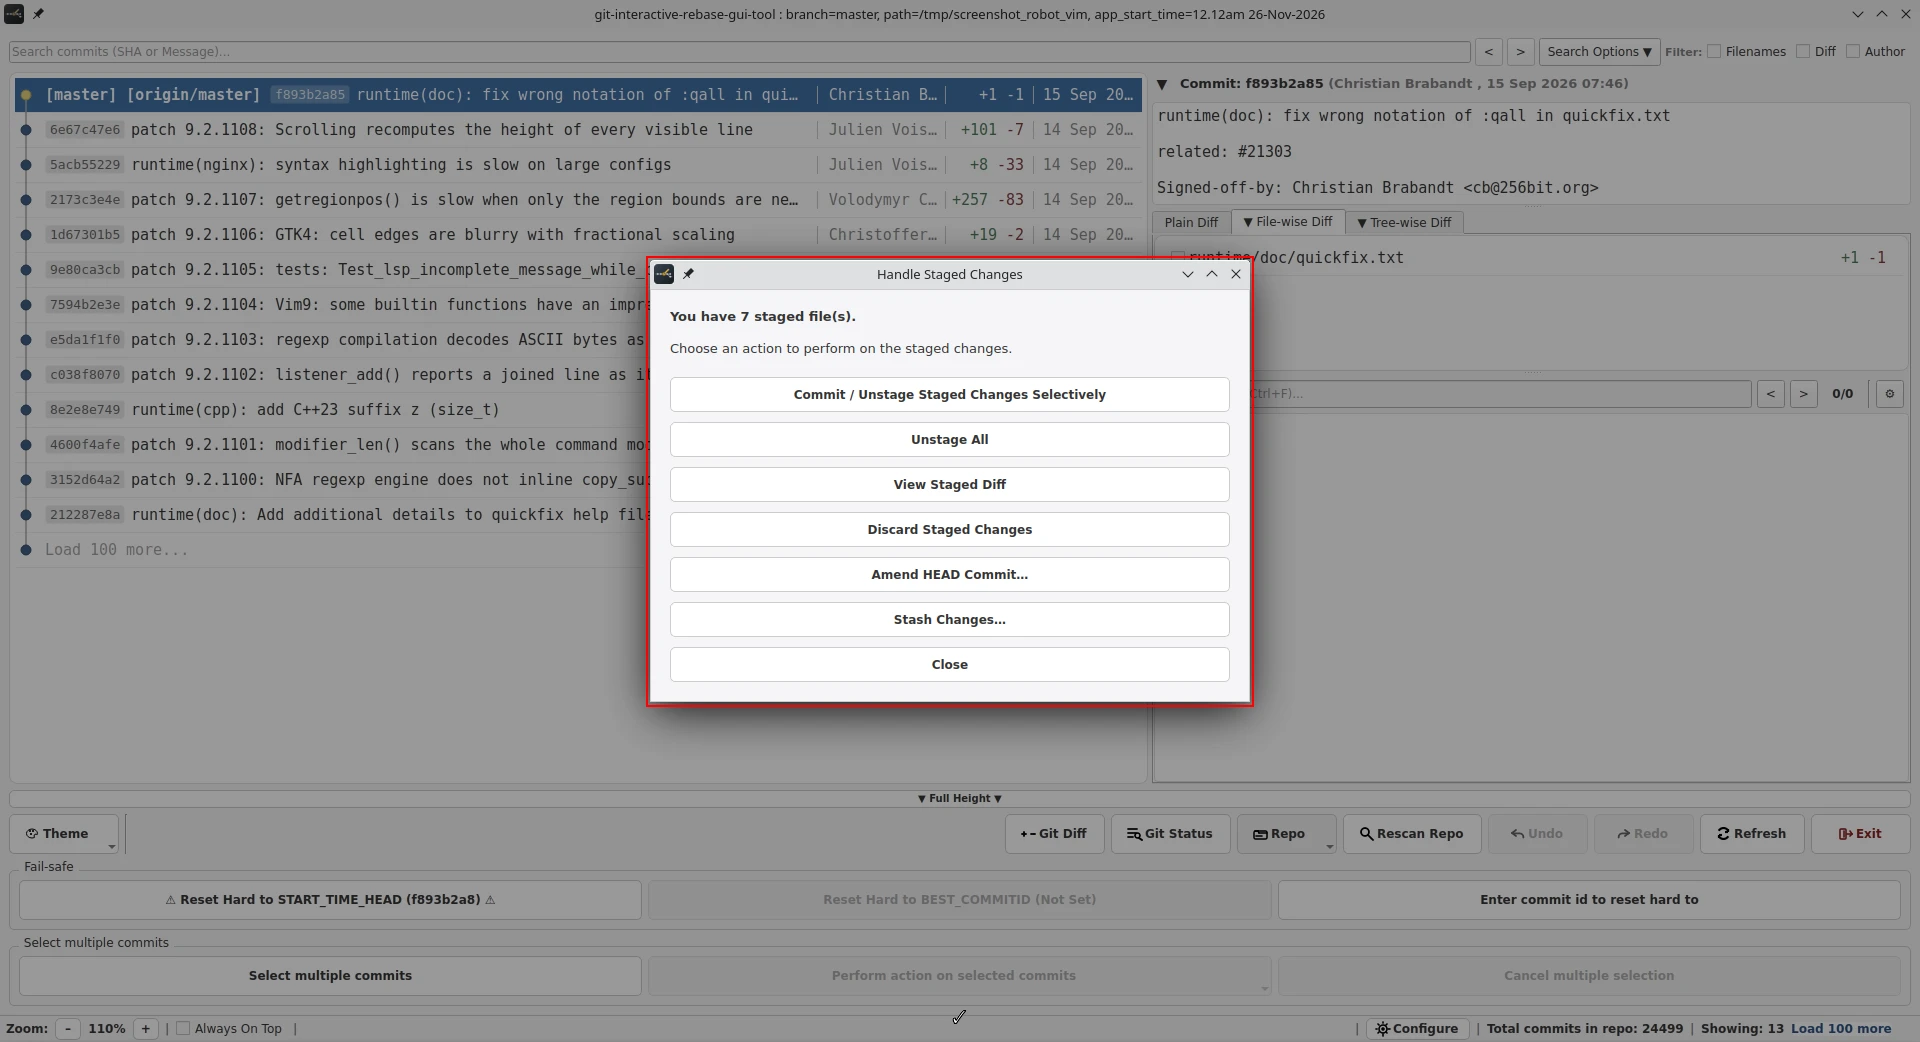 git-interactive-rebase-gui-tool : branch=master, path=/tmp/screenshot_robot_vim, app_start_time=12.12am 26-Nov-2026
Search commits (SHA or Message)...
< > Search Options ▼ Filter: Filenames Diff Author
[master] [origin/master] f893b2a85 runtime(doc): fix wrong notation of :qall in qui… Christian B… +1 -1 15 Sep 20…
6e67c47e6 patch 9.2.1108: Scrolling recomputes the height of every visible line Julien Vois… +101 -7 14 Sep 20…
5acb55229 runtime(nginx): syntax highlighting is slow on large configs Julien Vois… +8 -33 14 Sep 20…
2173c3e4e patch 9.2.1107: getregionpos() is slow when only the region bounds are ne… Volodymyr C… +257 -83 14 Sep 20…
1d67301b5 patch 9.2.1106: GTK4: cell edges are blurry with fractional scaling Christoffer… +19 -2 14 Sep 20…
9e80ca3cb patch 9.2.1105: tests: Test_lsp_incomplete_message_while_
7594b2e3e patch 9.2.1104: Vim9: some builtin functions have an impr
e5da1f1f0 patch 9.2.1103: regexp compilation decodes ASCII bytes as
c038f8070 patch 9.2.1102: listener_add() reports a joined line as i
8e2e8e749 runtime(cpp): add C++23 suffix z (size_t)
4600f4afe patch 9.2.1101: modifier_len() scans the whole command mo
3152d64a2 patch 9.2.1100: NFA regexp engine does not inline copy_su
212287e8a runtime(doc): Add additional details to quickfix help fil
Load 100 more...
▼ Commit: f893b2a85 (Christian Brabandt , 15 Sep 2026 07:46)
runtime(doc): fix wrong notation of :qall in quickfix.txt
related: #21303
Signed-off-by: Christian Brabandt <cb@256bit.org>
Plain Diff ▼ File-wise Diff ▼ Tree-wise Diff
runtime/doc/quickfix.txt +1 -1
Ctrl+F)... < > 0/0
Handle Staged Changes
You have 7 staged file(s).
Choose an action to perform on the staged changes.
Commit / Unstage Staged Changes Selectively
Unstage All
View Staged Diff
Discard Staged Changes
Amend HEAD Commit…
Stash Changes…
Close
▼ Full Height ▼
Theme Git Diff Git Status Repo Rescan Repo Undo Redo Refresh Exit
Fail-safe
⚠ Reset Hard to START_TIME_HEAD (f893b2a8) ⚠ Reset Hard to BEST_COMMITID (Not Set) Enter commit id to reset hard to
Select multiple commits
Select multiple commits Perform action on selected commits Cancel multiple selection
Zoom: - 110% + | Always On Top | | Configure | Total commits in repo: 24499 | Showing: 13 Load 100 more